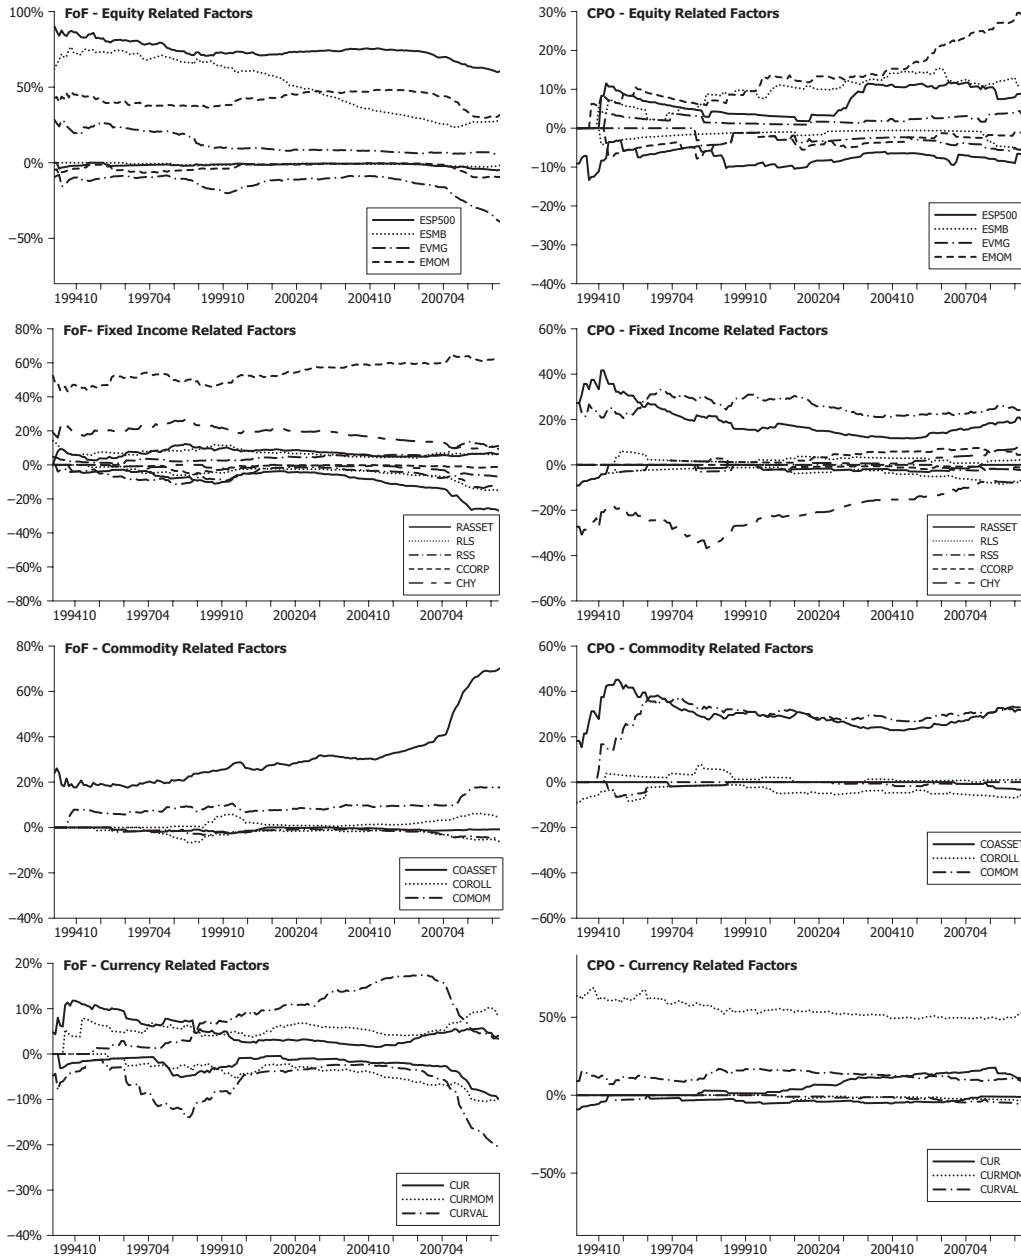 FoF - Equity Related Factors
100%
50%
0%
−50%
ESP500
ESMB
EVMG
EMOM
199410 199704 199910 200204 200410 200704
CPO - Equity Related Factors
30%
20%
10%
0%
−10%
−20%
−30%
−40%
ESP500
ESMB
EVMG
EMOM
199410 199704 199910 200204 200410 200704
FoF- Fixed Income Related Factors
80%
60%
40%
20%
0%
−20%
−40%
−60%
−80%
RASSET
RLS
RSS
CCORP
CHY
199410 199704 199910 200204 200410 200704
CPO - Fixed Income Related Factors
60%
40%
20%
0%
−20%
−40%
−60%
RASSET
RLS
RSS
CCORP
CHY
199410 199704 199910 200204 200410 200704
FoF - Commodity Related Factors
80%
60%
40%
20%
0%
−20%
−40%
COASSET
COROLL
COMOM
199410 199704 199910 200204 200410 200704
CPO - Commodity Related Factors
60%
40%
20%
0%
−20%
−40%
−60%
COASSET
COROLL
COMOM
199410 199704 199910 200204 200410 200704
FoF - Currency Related Factors
20%
10%
0%
−10%
−20%
−30%
−40%
CUR
CURMOM
CURVAL
199410 199704 199910 200204 200410 200704
CPO - Currency Related Factors
50%
0%
−50%
CUR
CURMOM
CURVAL
199410 199704 199910 200204 200410 200704